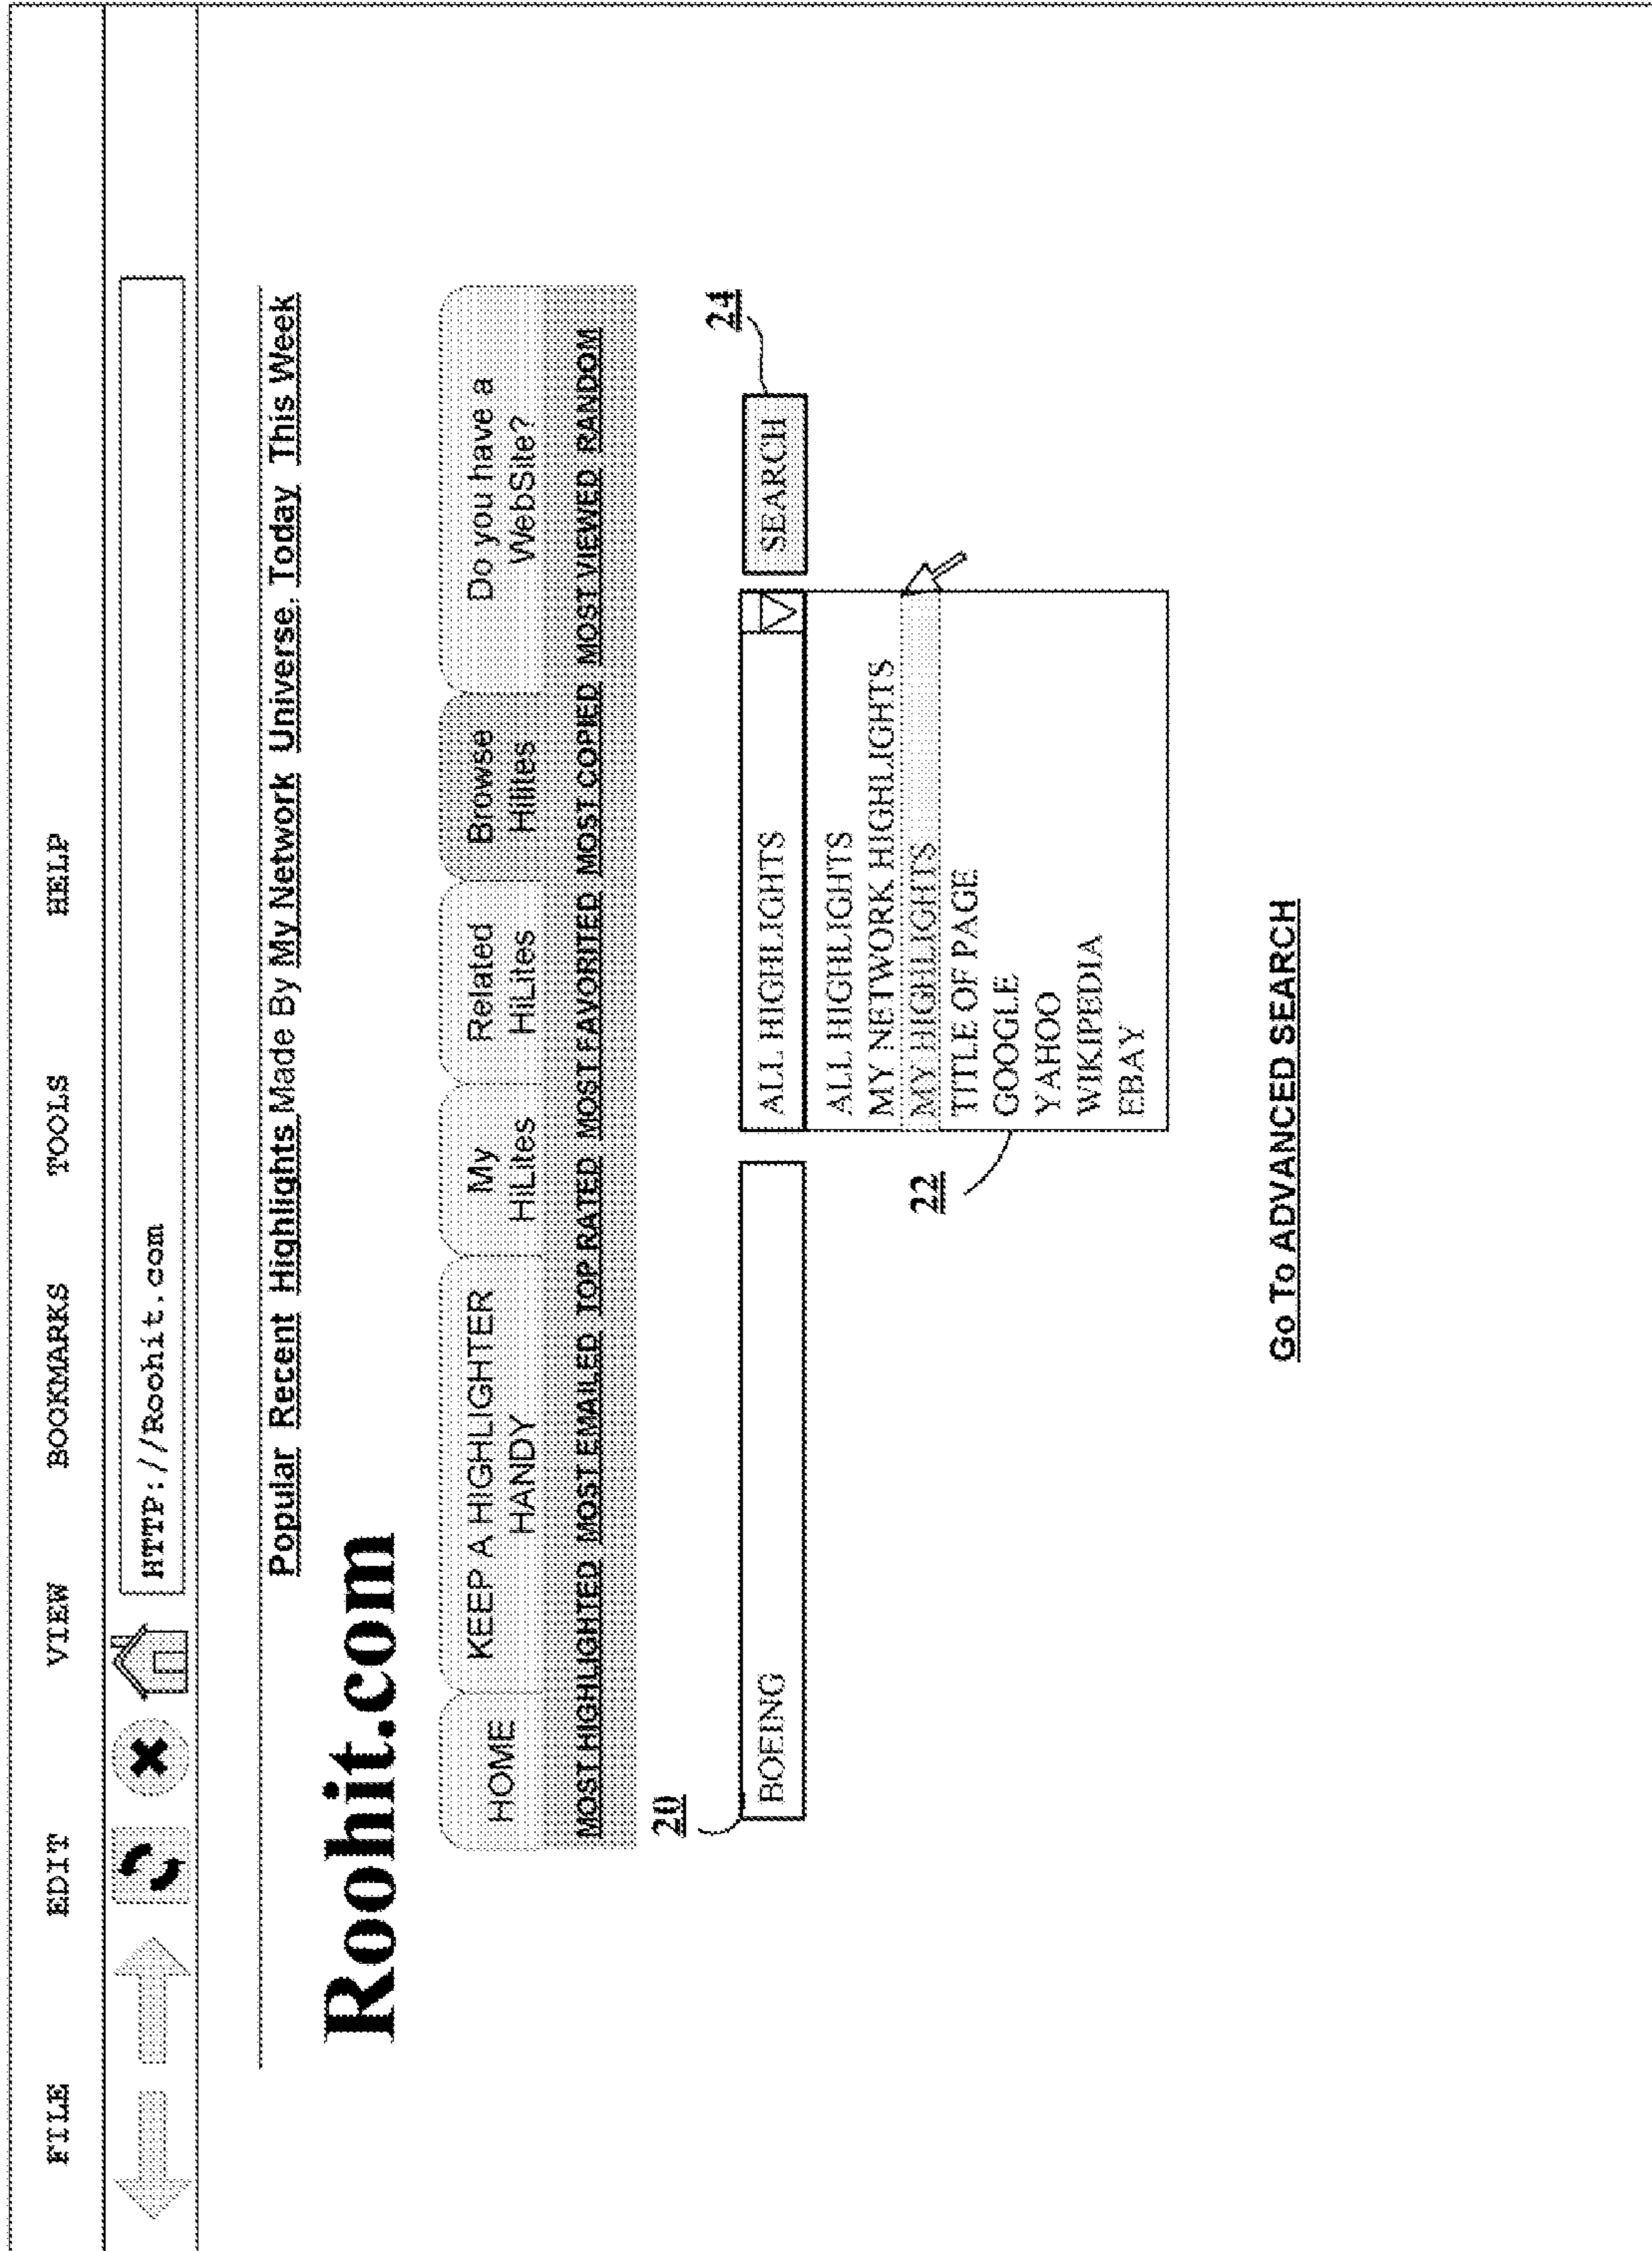 FILE EDIT VIEW BOOKMARKS TOOLS HELP
HTTP://Roohit.com
Popular Recent Highlights Made By My Network Universe. Today This Week
Roohit.com
HOME
KEEP A HIGHLIGHTER
HANDY
My
HiLites
Related
HiLites
Browse
Hilites
Do you have a
WebSite?
MOST HIGHLIGHTED MOST EMAILED TOP RATED MOST FAVORITED MOST COPIED MOST VIEWED RANDOM
20
24
BOEING
ALL HIGHLIGHTS
SEARCH
ALL HIGHLIGHTS
MY NETWORK HIGHLIGHTS
MY HIGHLIGHTS
22
TITLE OF PAGE
GOOGLE
YAHOO
WIKIPEDIA
EBAY
Go To ADVANCED SEARCH